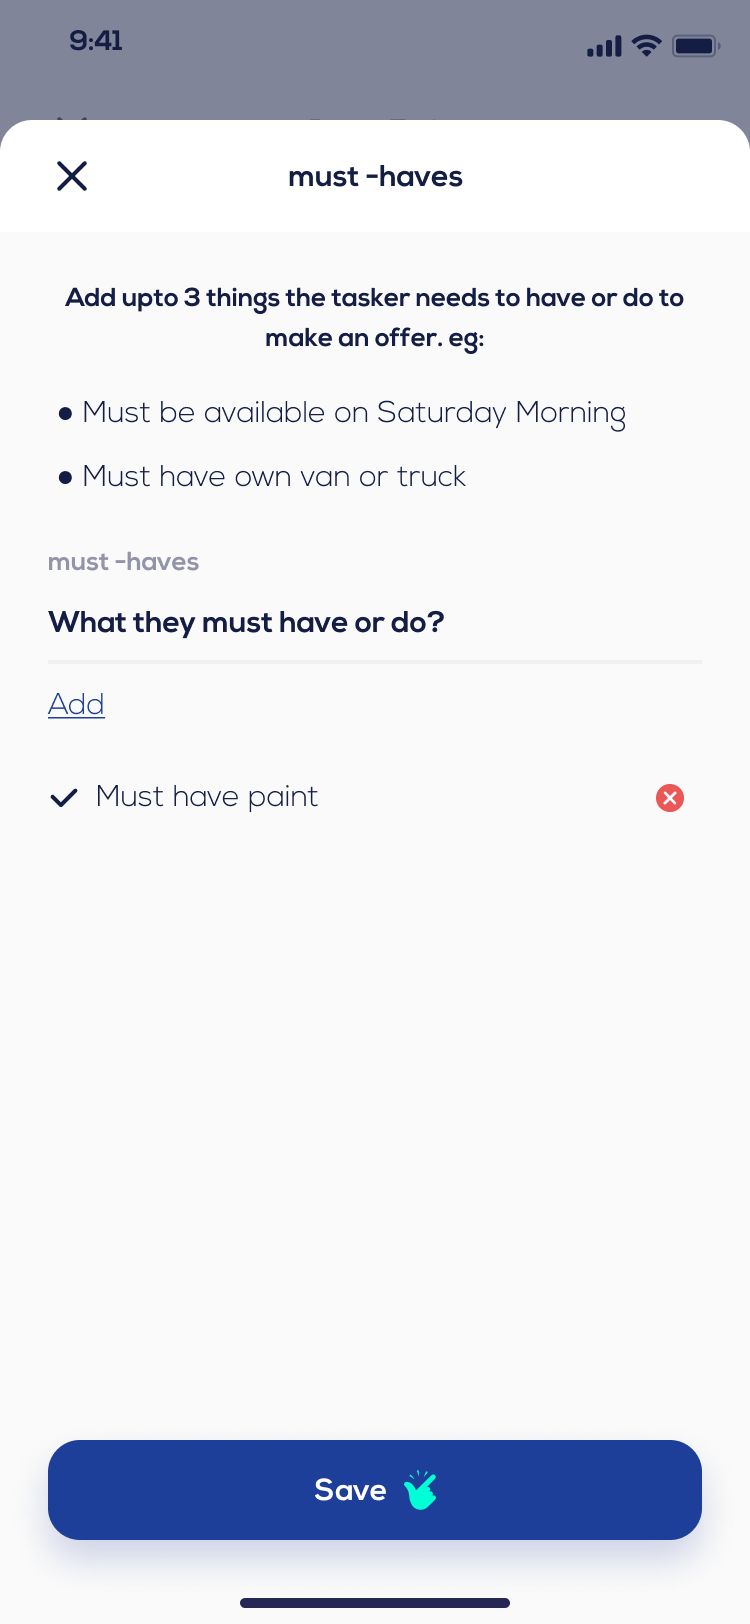 9:41
must -haves
Add upto 3 things the tasker needs to have or do to
make an offer. eg:
• Must be available on Saturday Morning
• Must have own van or truck
must -haves
What they must have or do?
Add
Must have paint
Save